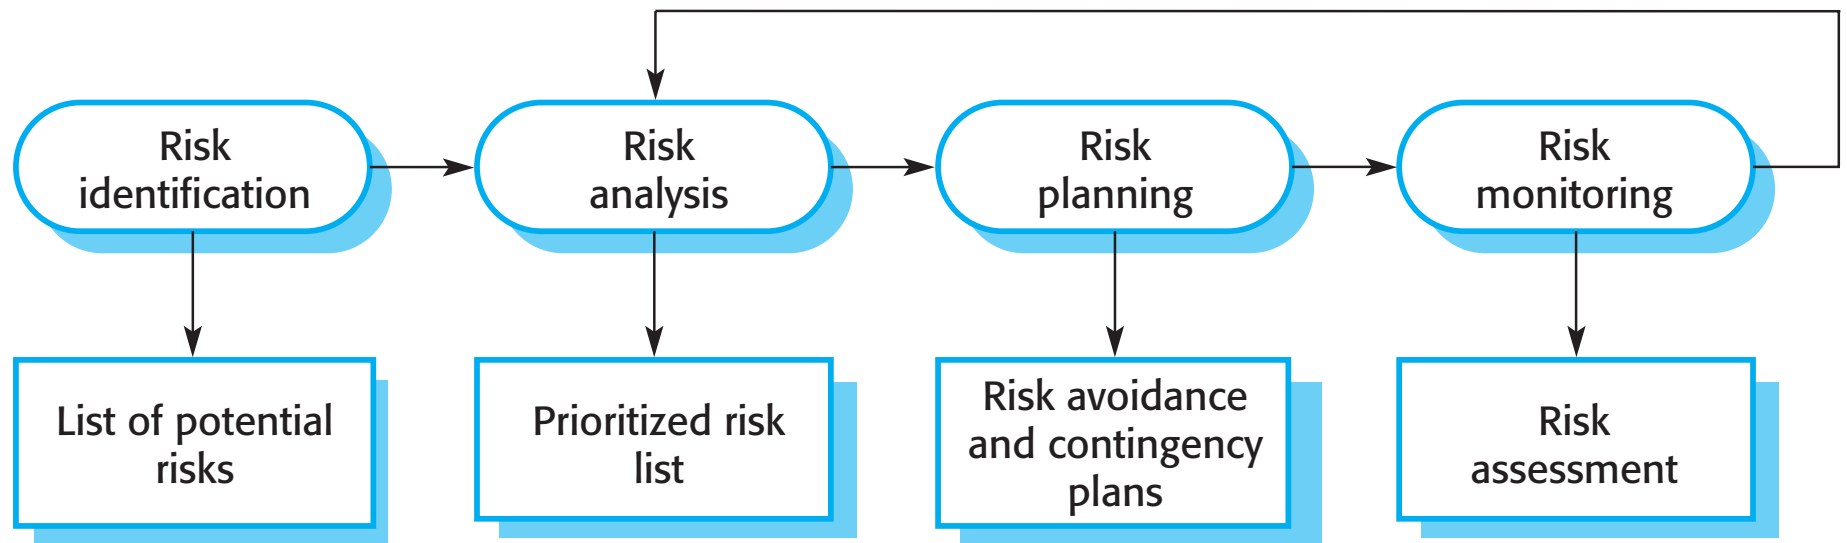 Risk
identification
Risk
analysis
Risk
planning
Risk
monitoring
List of potential
risks
Prioritized risk
list
Risk avoidance
and contingency
plans
Risk
assessment